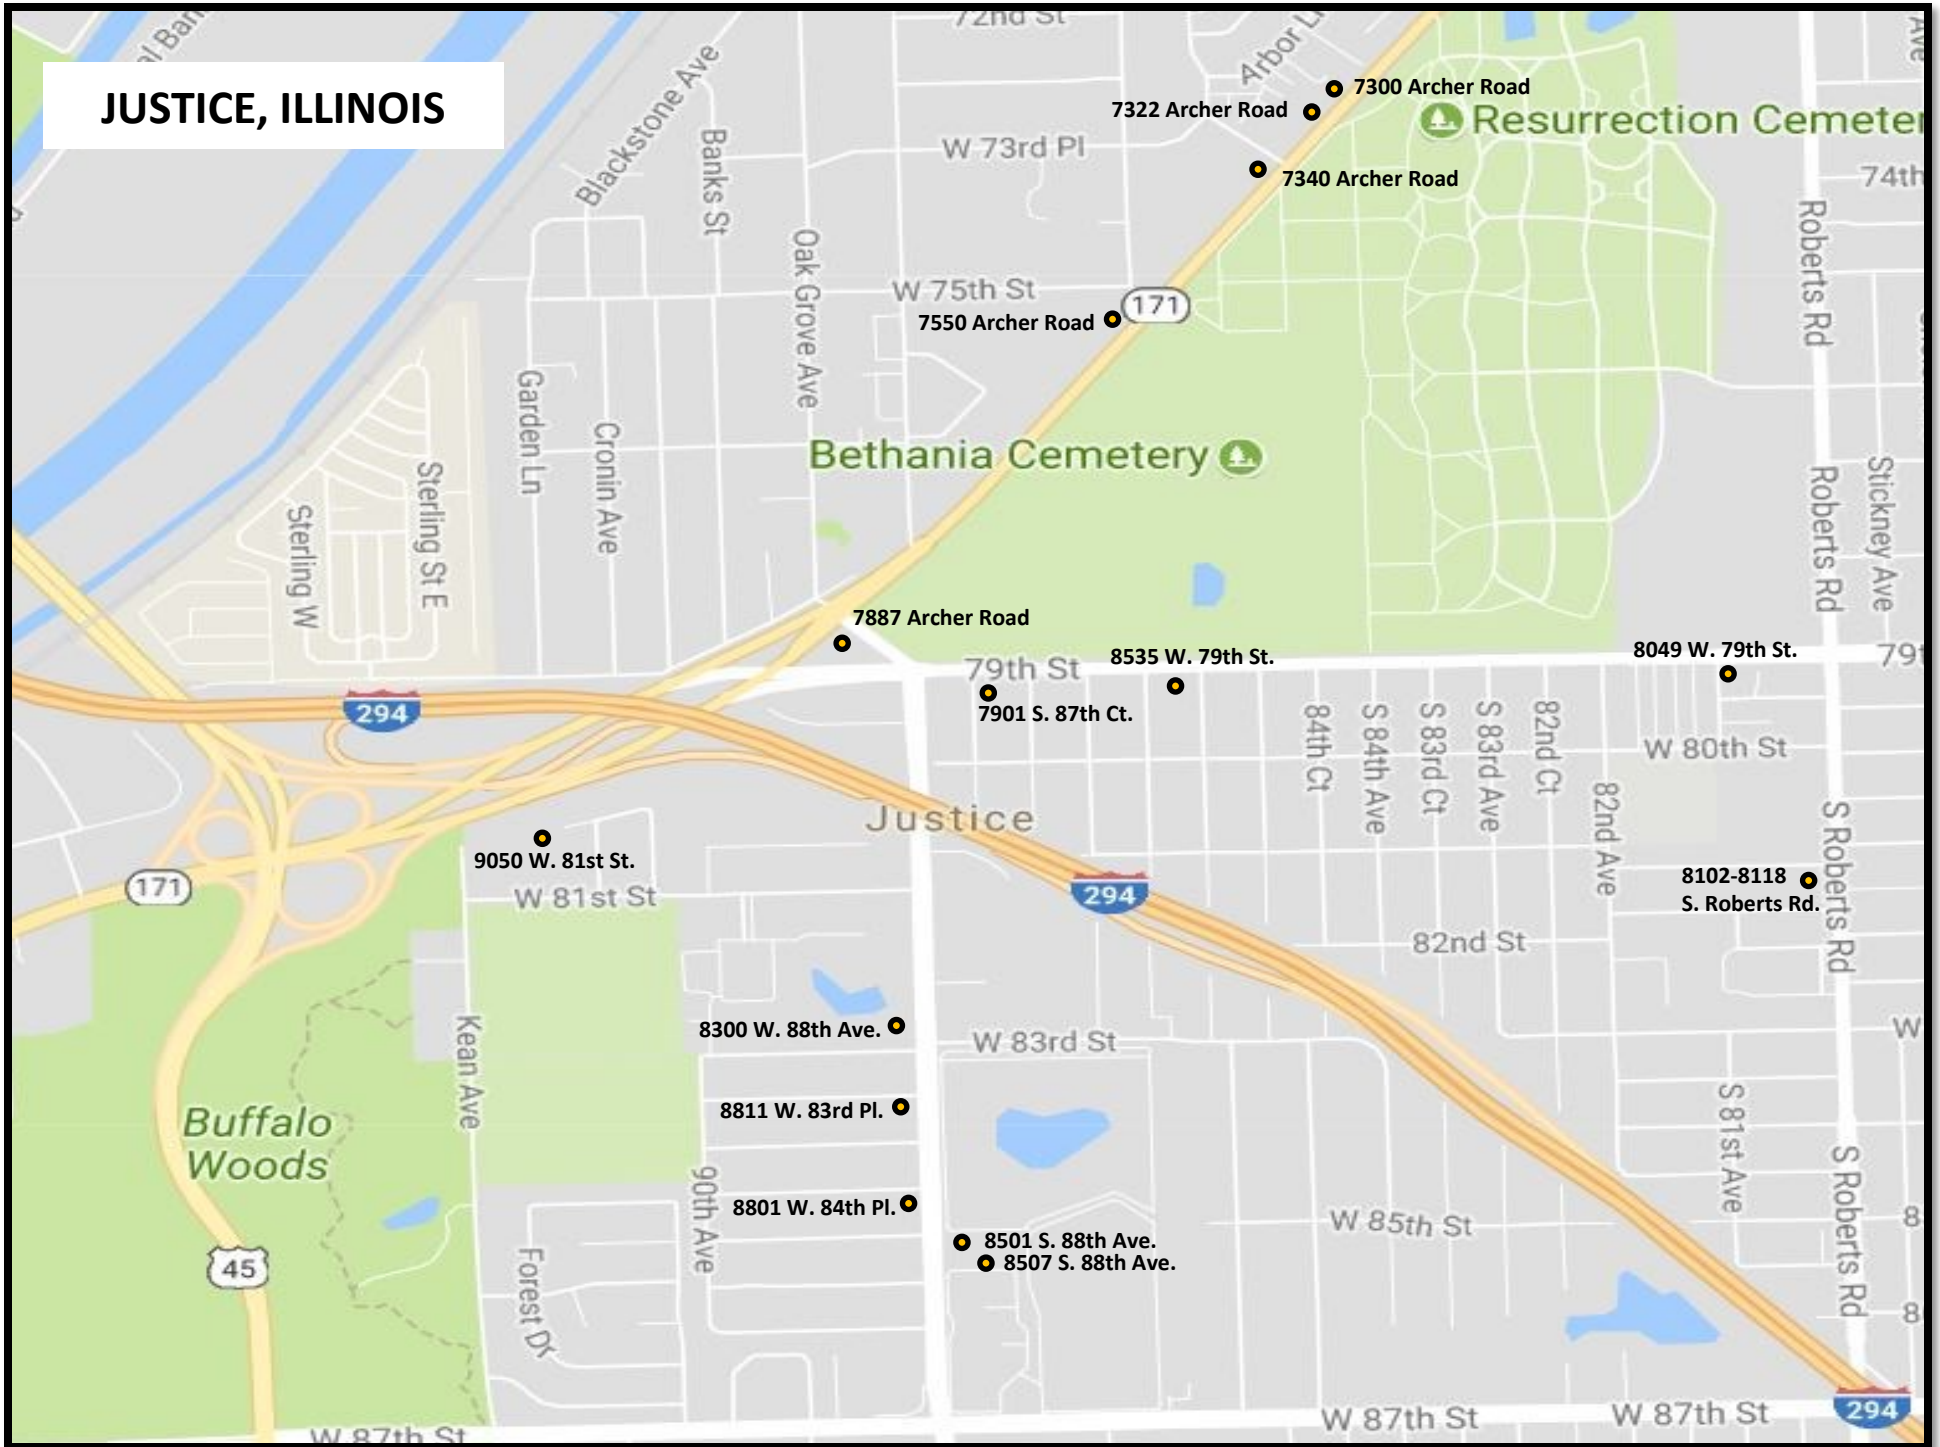 72nd St
al Ban
JUSTICE, ILLINOIS
Blackstone Ave
Banks St
Arbor Ln
7300 Archer Road
7322 Archer Road
Resurrection Cemeter
W 73rd Pl
7340 Archer Road
74th
Roberts Rd
Oak Grove Ave
W 75th St
171
7550 Archer Road
Garden Ln
Cronin Ave
Bethania Cemetery
Sterling St E
Sterling W
Roberts Rd
Stickney Ave
7887 Archer Road
79th St
8535 W. 79th St.
8049 W. 79th St.
79t
7901 S. 87th Ct.
294
84th Ct
S 84th Ave
S 83rd Ct
S 83rd Ave
82nd Ct
W 80th St
82nd Ave
Justice
S Roberts Rd
9050 W. 81st St.
171
W 81st St
294
8102-8118
S. Roberts Rd.
82nd St
Kean Ave
8300 W. 88th Ave.
W 83rd St
W
8811 W. 83rd Pl.
S 81st Ave
Buffalo
Woods
90th Ave
8801 W. 84th Pl.
S Roberts Rd
W 85th St
8
8501 S. 88th Ave.
8507 S. 88th Ave.
45
Forest Dr
8
294
W 87th St
W 87th St
W 87th St